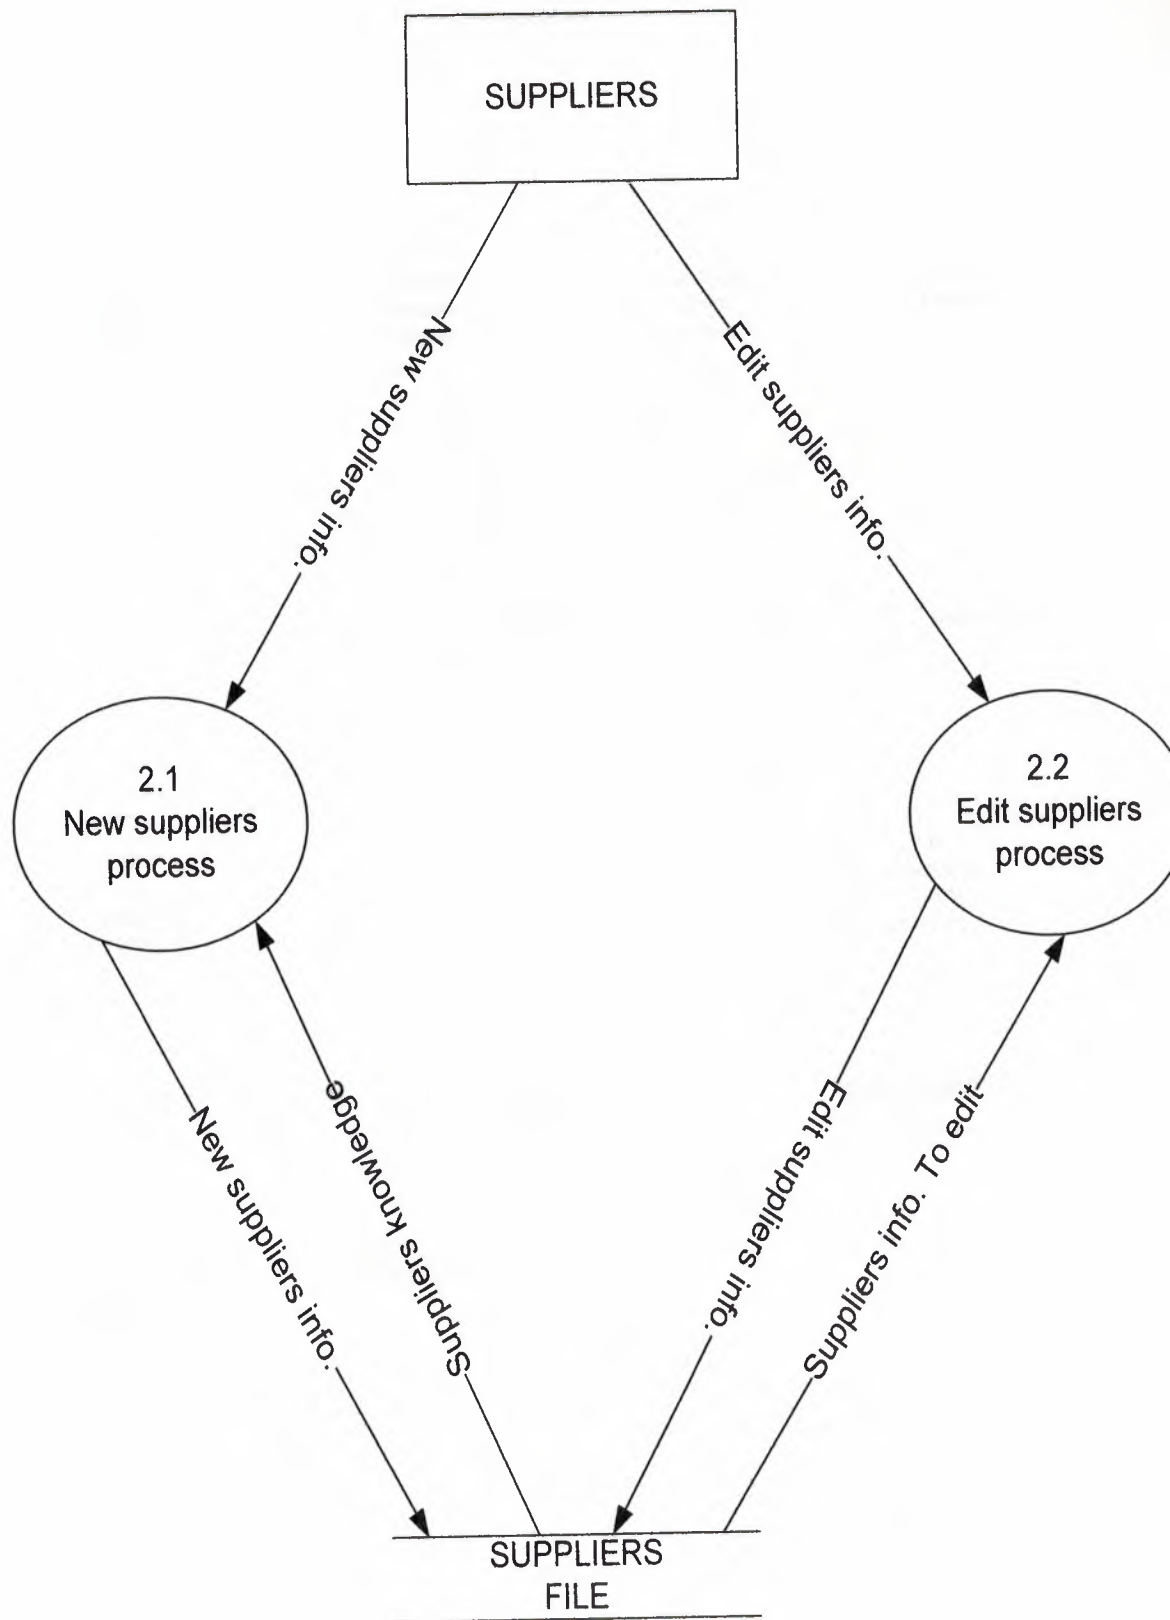 SUPPLIERS
New suppliers info.
Edit suppliers info.
2.1
New suppliers
process
2.2
Edit suppliers
process
New suppliers info.
Suppliers knowledge
Edit suppliers info.
Suppliers info. To edit
SUPPLIERS
FILE